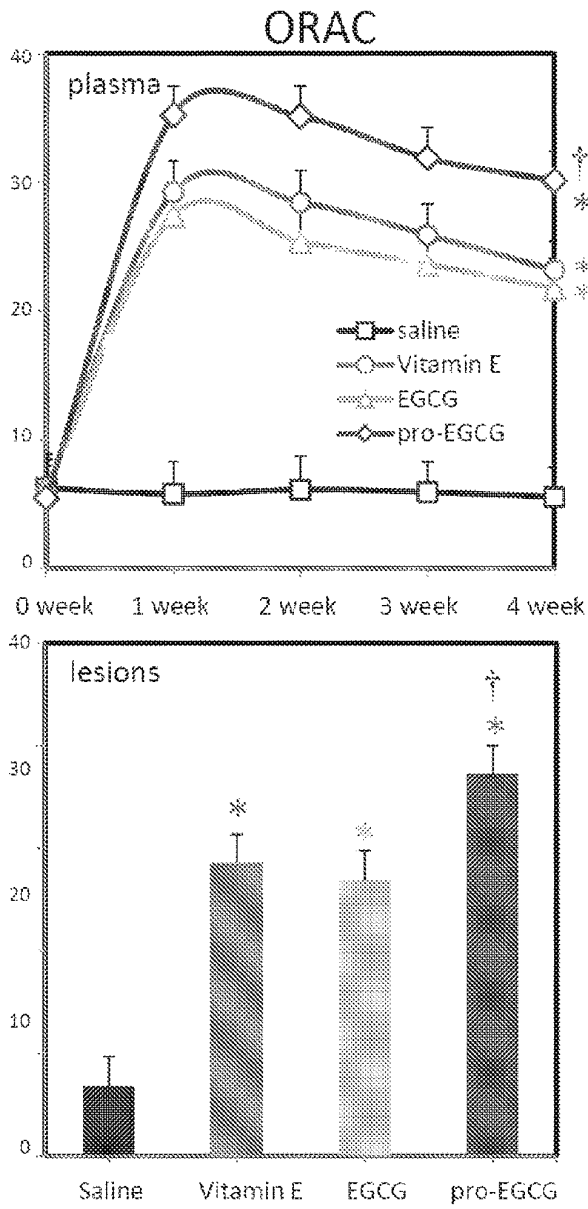 ORAC
40
plasma
30
†
*
*
*
20
saline
Vitamin E
EGCG
pro-EGCG
10
0
0 week 1 week 2 week 3 week 4 week
40
lesions
†
*
30
*
*
20
10
0
Saline Vitamin E EGCG pro-EGCG